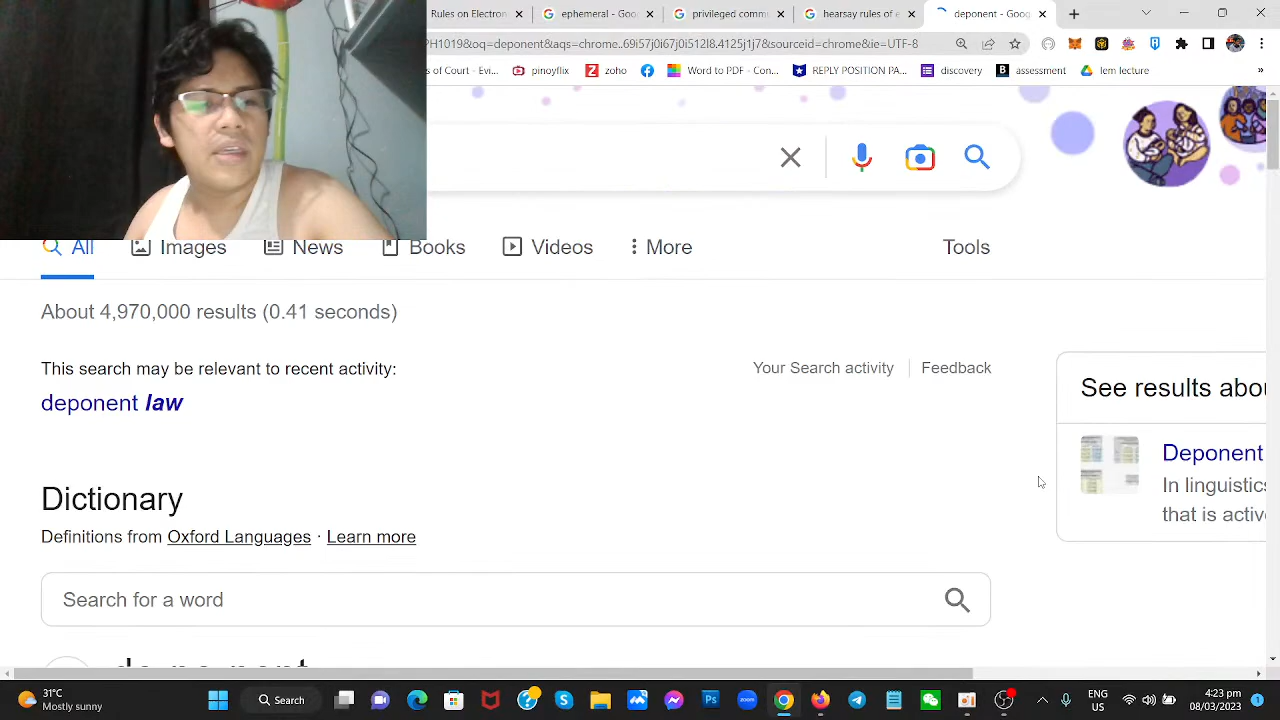 Rules on Electron
ephemeral - Goo
privileged comm
hearsay rules of e
deponent - Goog
PH1019&oq=deponent&aqs=chrome..69i57j0i67j0i512l8.4125j1j7&sourceid=chrome&ie=UTF-8
s of Court - Evi...
pinoyflix
zoho
Word to PDF - Con...
REPLY POSITION PA...
discovery
assessment
lem lecture
»
All
Images
News
Books
Videos
More
Tools
About 4,970,000 results (0.41 seconds)
This search may be relevant to recent activity:
Your Search activity
Feedback
deponent law
See results abou
Deponent
In linguistics
that is activ
Dictionary
Definitions from Oxford Languages · Learn more
Search for a word
de·po·nent
31°C
Mostly sunny
Search
ENG
US
4:23 pm
08/03/2023